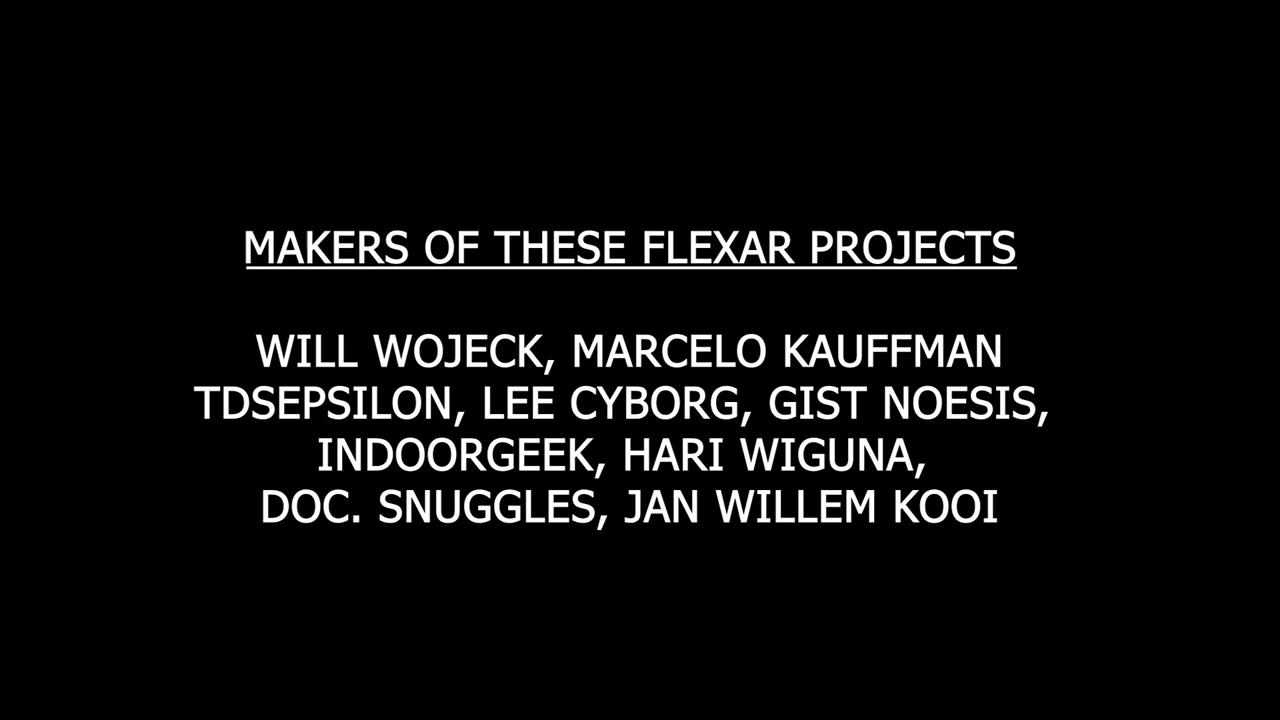 MAKERS OF THESE FLEXAR PROJECTS
WILL WOJECK, MARCELO KAUFFMAN
TDSEPSILON, LEE CYBORG, GIST NOESIS,
INDOORGEEK, HARI WIGUNA,
DOC. SNUGGLES, JAN WILLEM KOOI